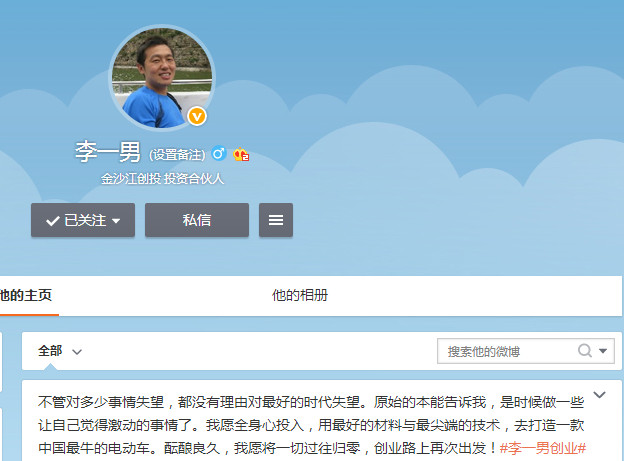 李一男 (设置备注)
金沙江创投 投资合伙人
已关注
私信
他的主页
他的相册
全部
搜索他的微博
不管对多少事情失望，都没有理由对最好的时代失望。原始的本能告诉我，是时候做一些
让自己觉得激动的事情了。我愿全身心投入，用最好的材料与最尖端的技术，去打造一款
中国最牛的电动车。酝酿良久，我愿将一切过往归零，创业路上再次出发！#李一男创业#